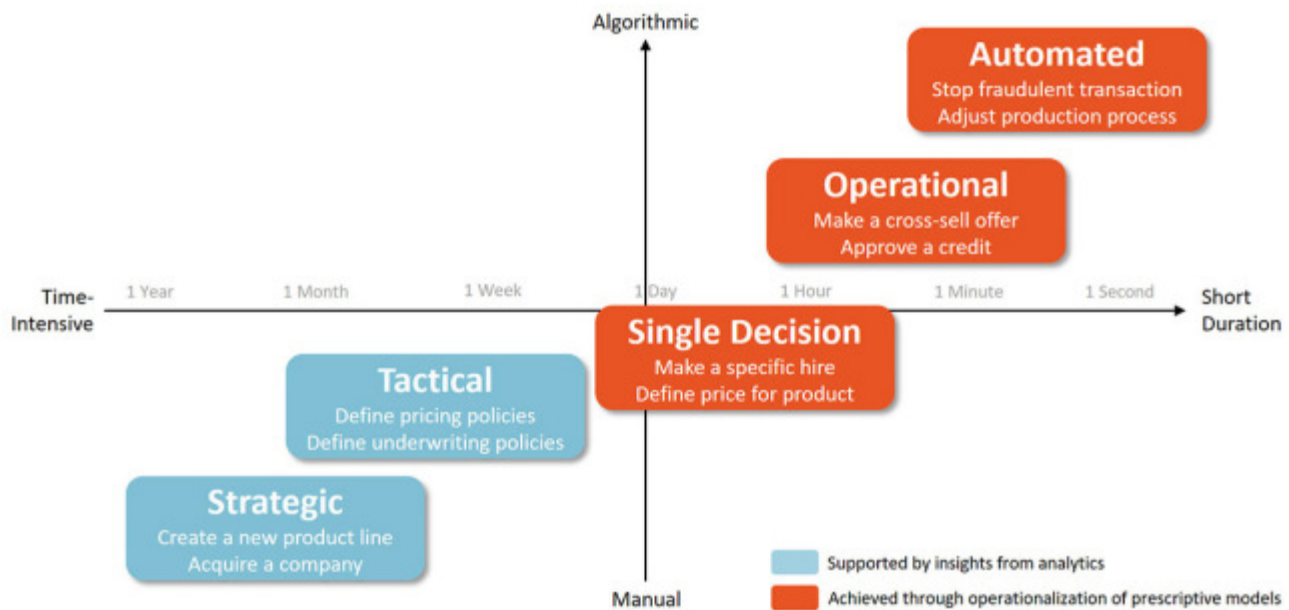 Algorithmic
Automated
Stop fraudulent transaction
Adjust production process
Operational
Make a cross-sell offer
Approve a credit
Time-
Intensive
1 Year
1 Month
1 Week
1 Day
1 Hour
1 Minute
1 Second
Short
Duration
Single Decision
Make a specific hire
Define price for product
Tactical
Define pricing policies
Define underwriting policies
Strategic
Create a new product line
Acquire a company
Manual
Supported by insights from analytics
Achieved through operationalization of prescriptive models